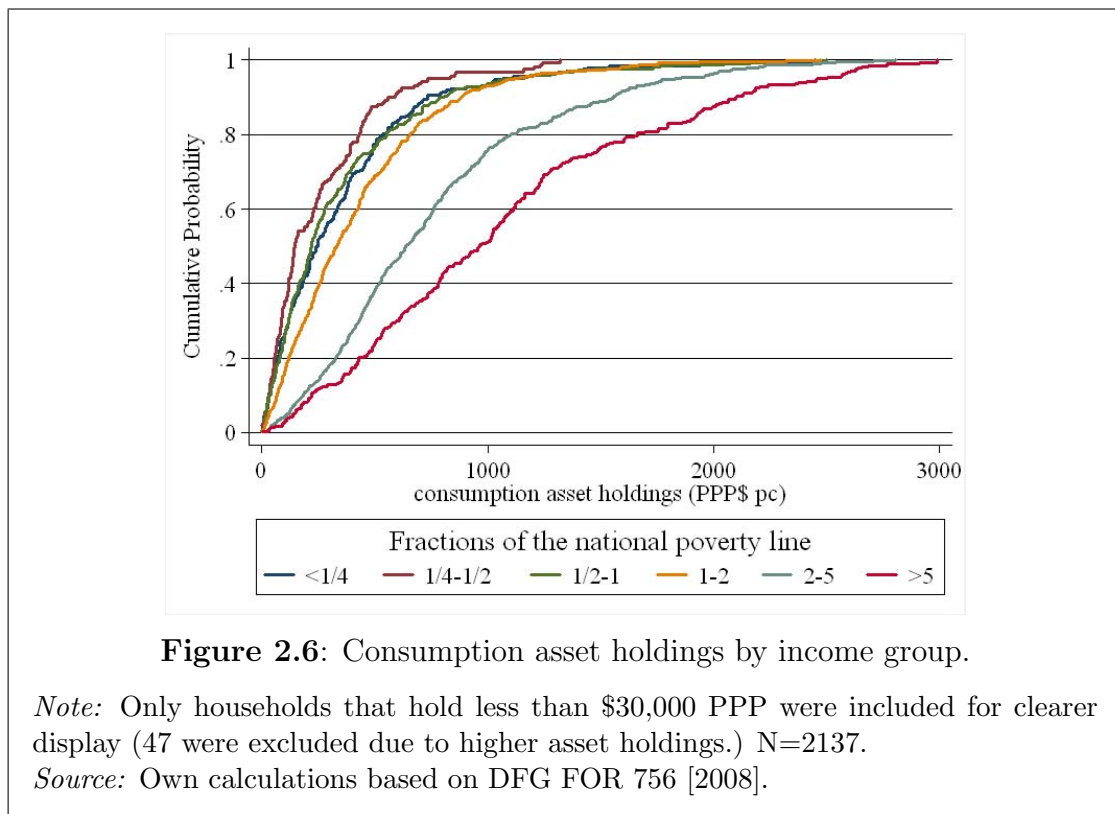 1
.8
.6
.4
.2
0
Cumulative Probability
0 1000 2000 3000
consumption asset holdings (PPP$ pc)
Fractions of the national poverty line
<1/4 1/4-1/2 1/2-1 1-2 2-5 >5
Figure 2.6: Consumption asset holdings by income group.
Note: Only households that hold less than $30,000 PPP were included for clearer
display (47 were excluded due to higher asset holdings.) N=2137.
Source: Own calculations based on DFG FOR 756 [2008].